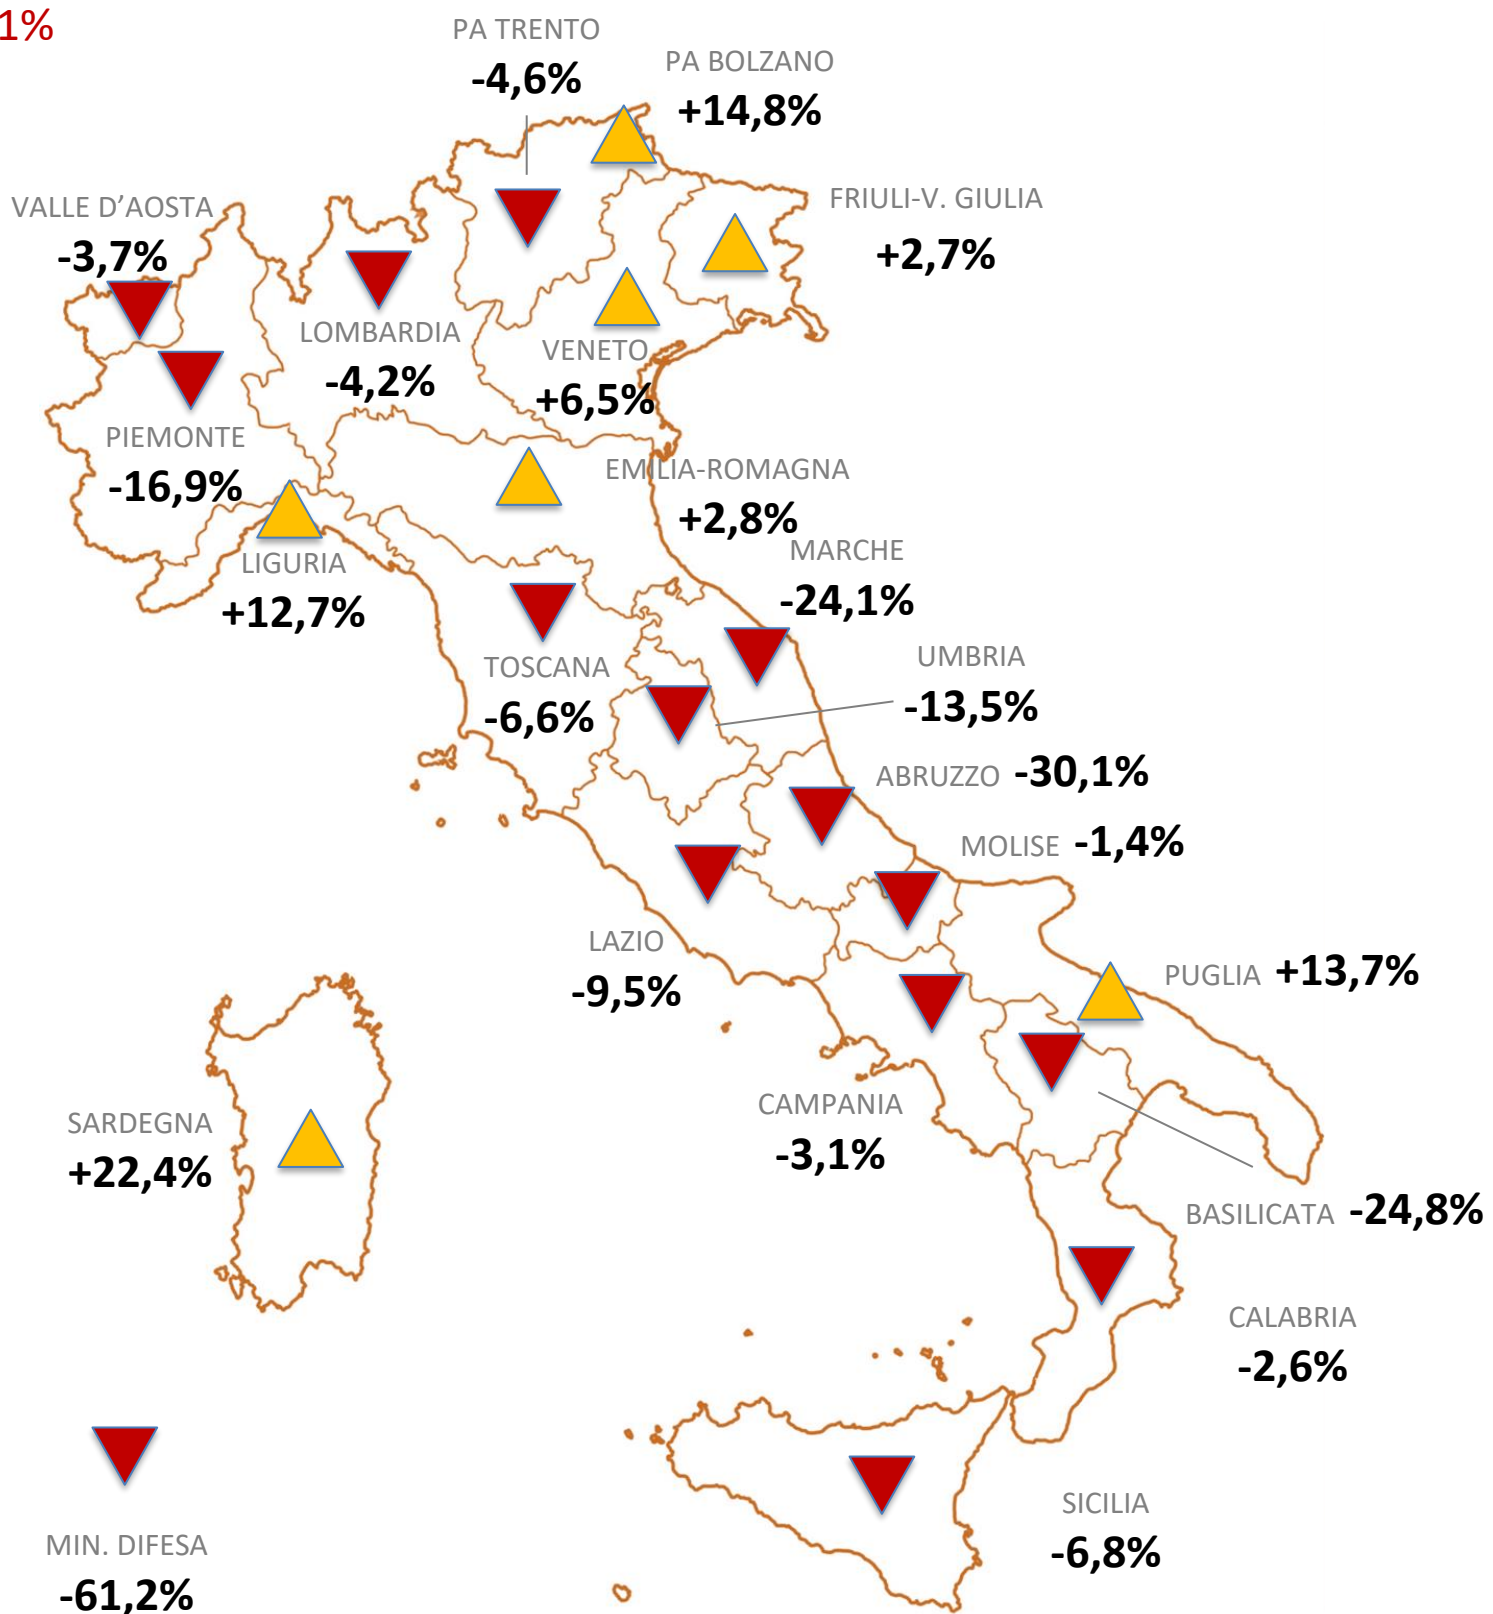 1%
PA TRENTO
-4,6%
PA BOLZANO
+14,8%
VALLE D'AOSTA
-3,7%
FRIULI-V. GIULIA
+2,7%
LOMBARDIA
-4,2%
VENETO
+6,5%
PIEMONTE
-16,9%
EMILIA-ROMAGNA
+2,8%
LIGURIA
+12,7%
MARCHE
-24,1%
TOSCANA
-6,6%
UMBRIA
-13,5%
ABRUZZO -30,1%
MOLISE -1,4%
LAZIO
-9,5%
PUGLIA +13,7%
CAMPANIA
-3,1%
SARDEGNA
+22,4%
BASILICATA -24,8%
CALABRIA
-2,6%
SICILIA
-6,8%
MIN. DIFESA
-61,2%